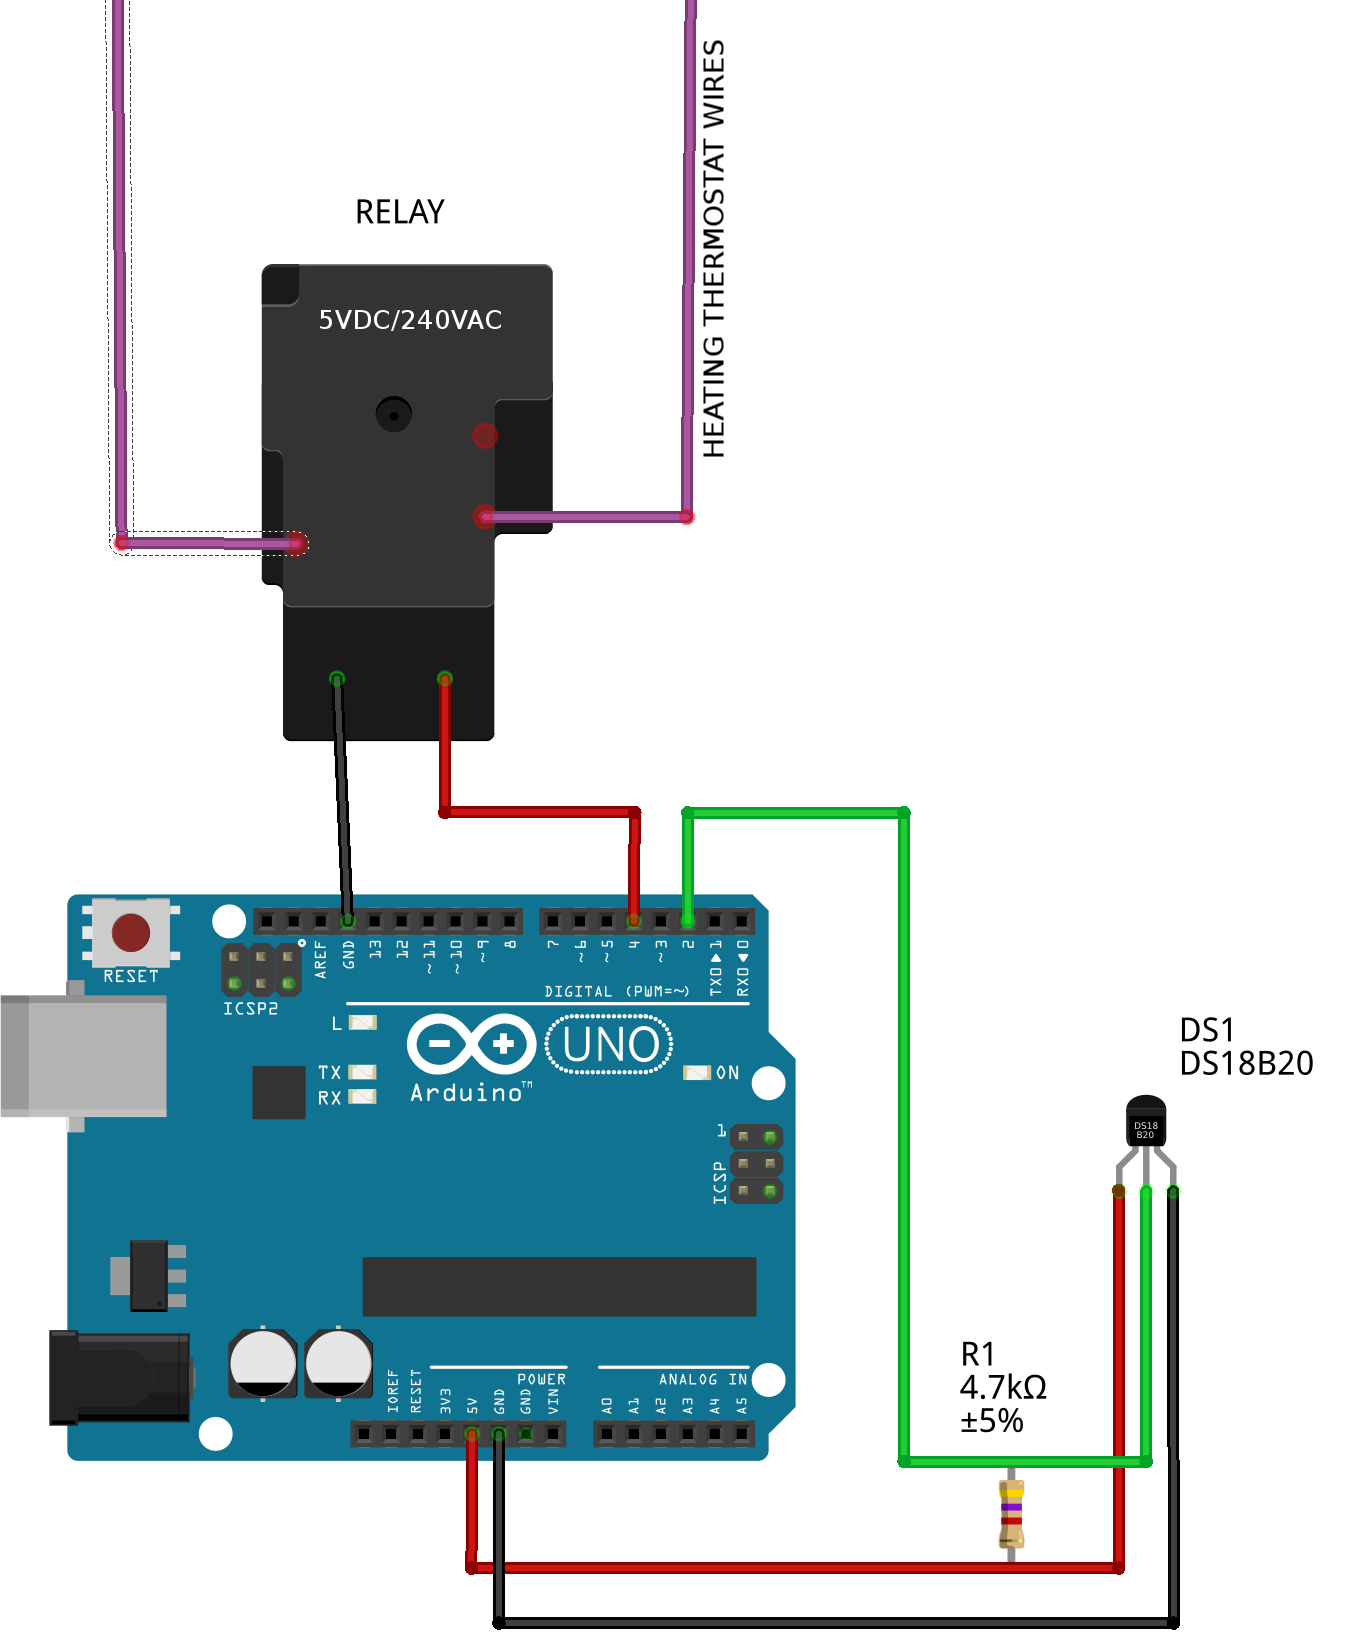 HEATING THERMOSTAT WIRES
RELAY
5VDC/240VAC
RESET
ICSP2
AREF
GND
13
12
~11
~10
~9
8
7
~6
~5
4
~3
2
TX0▶1
RX0◀0
DIGITAL (PWM=~)
L
TX
RX
Arduino™
UNO
ON
1
ICSP
DS1
DS18B20
DS18
B20
R1
4.7kΩ
±5%
POWER
ANALOG IN
IOREF
RESET
3V3
5V
GND
GND
VIN
A0
A1
A2
A3
A4
A5